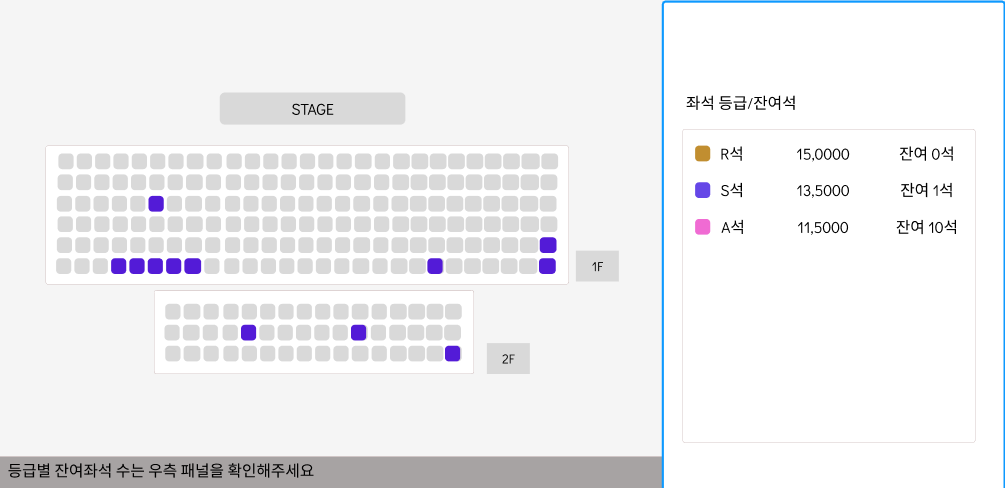 STAGE
1F
2F
등급별 잔여좌석 수는 우측 패널을 확인해주세요
좌석 등급/잔여석
R석 15,0000 잔여 0석
S석 13,5000 잔여 1석
A석 11,5000 잔여 10석